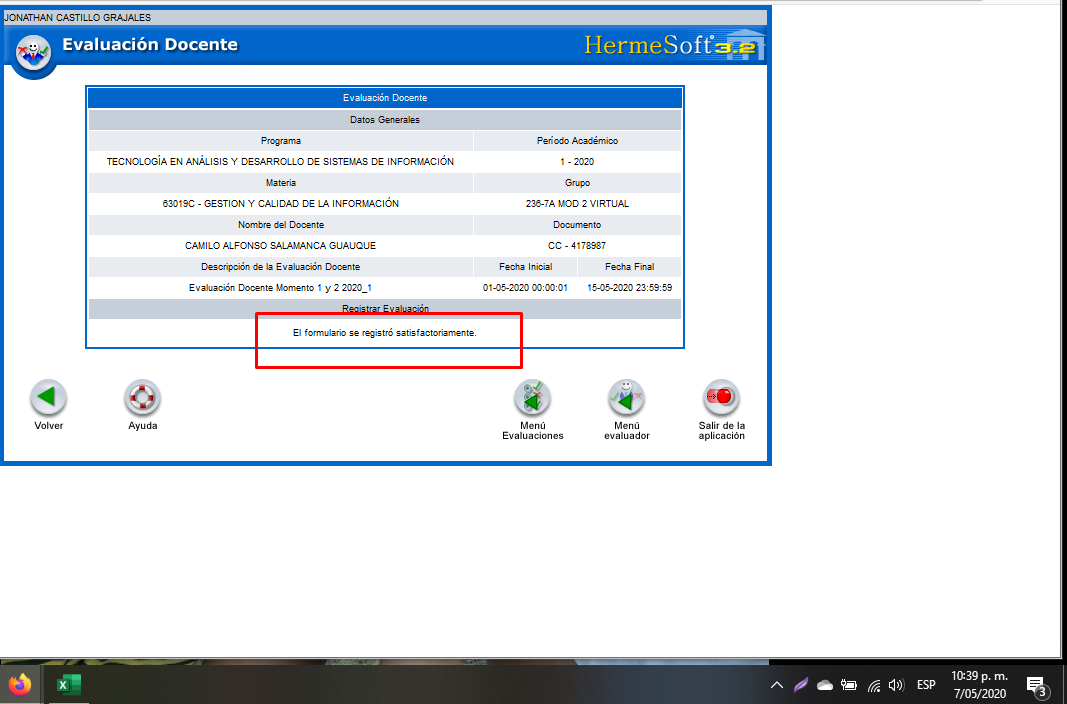 JONATHAN CASTILLO GRAJALES
Evaluación Docente
HermeSoft 3.2
Evaluación Docente
Datos Generales
Programa Período Académico
TECNOLOGÍA EN ANÁLISIS Y DESARROLLO DE SISTEMAS DE INFORMACIÓN 1 - 2020
Materia Grupo
63019C - GESTION Y CALIDAD DE LA INFORMACIÓN 236-7A MOD 2 VIRTUAL
Nombre del Docente Documento
CAMILO ALFONSO SALAMANCA GUAUQUE CC - 4178987
Descripción de la Evaluación Docente Fecha Inicial Fecha Final
Evaluación Docente Momento 1 y 2 2020_1 01-05-2020 00:00:01 15-05-2020 23:59:59
Registrar Evaluación
El formulario se registró satisfactoriamente.
Volver
Ayuda
Menú
Evaluaciones
Menú
evaluador
Salir de la
aplicación
ESP
10:39 p. m.
7/05/2020
3